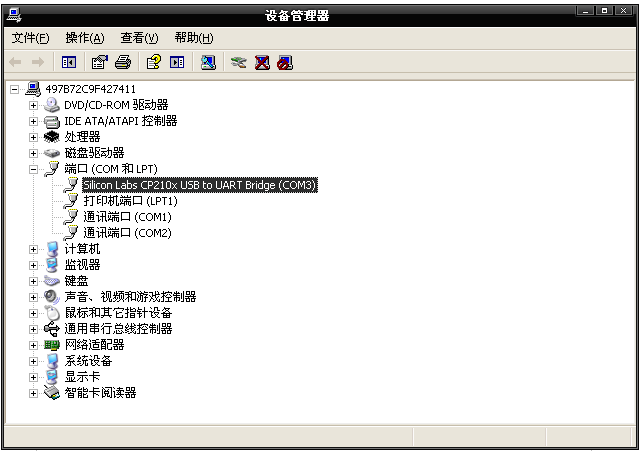 设备管理器
文件(F) 操作(A) 查看(V) 帮助(H)
497B72C9F427411
DVD/CD-ROM 驱动器
IDE ATA/ATAPI 控制器
处理器
磁盘驱动器
端口 (COM 和 LPT)
Silicon Labs CP210x USB to UART Bridge (COM3)
打印机端口 (LPT1)
通讯端口 (COM1)
通讯端口 (COM2)
计算机
监视器
键盘
声音、视频和游戏控制器
鼠标和其它指针设备
通用串行总线控制器
网络适配器
系统设备
显示卡
智能卡阅读器